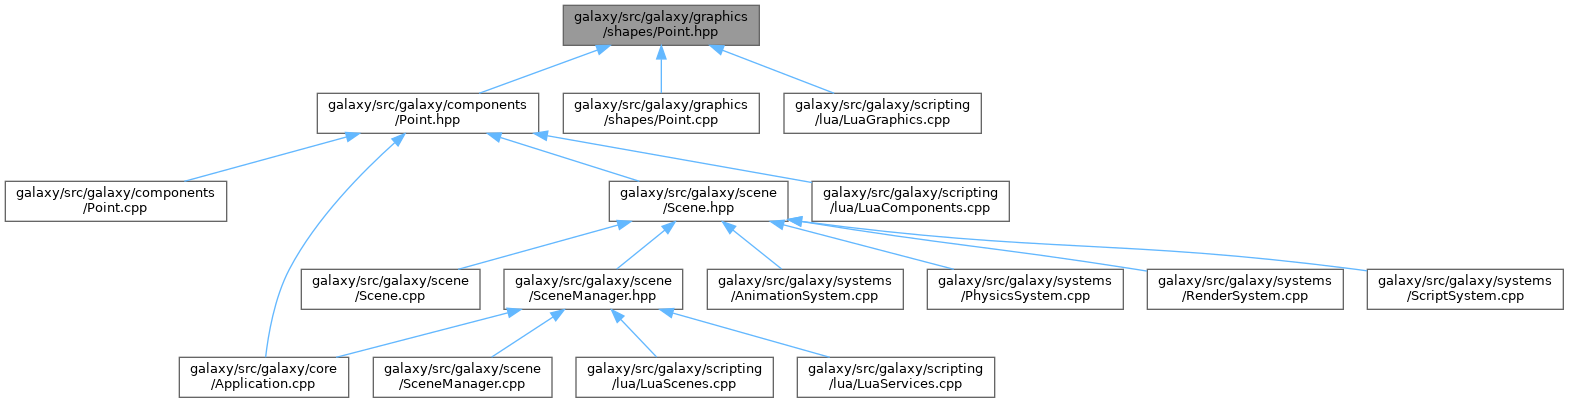 galaxy/src/galaxy/graphics
/shapes/Point.hpp
galaxy/src/galaxy/components
/Point.hpp
galaxy/src/galaxy/graphics
/shapes/Point.cpp
galaxy/src/galaxy/scripting
/lua/LuaGraphics.cpp
galaxy/src/galaxy/components
/Point.cpp
galaxy/src/galaxy/scene
/Scene.hpp
galaxy/src/galaxy/scripting
/lua/LuaComponents.cpp
galaxy/src/galaxy/scene
/Scene.cpp
galaxy/src/galaxy/scene
/SceneManager.hpp
galaxy/src/galaxy/systems
/AnimationSystem.cpp
galaxy/src/galaxy/systems
/PhysicsSystem.cpp
galaxy/src/galaxy/systems
/RenderSystem.cpp
galaxy/src/galaxy/systems
/ScriptSystem.cpp
galaxy/src/galaxy/core
/Application.cpp
galaxy/src/galaxy/scene
/SceneManager.cpp
galaxy/src/galaxy/scripting
/lua/LuaScenes.cpp
galaxy/src/galaxy/scripting
/lua/LuaServices.cpp